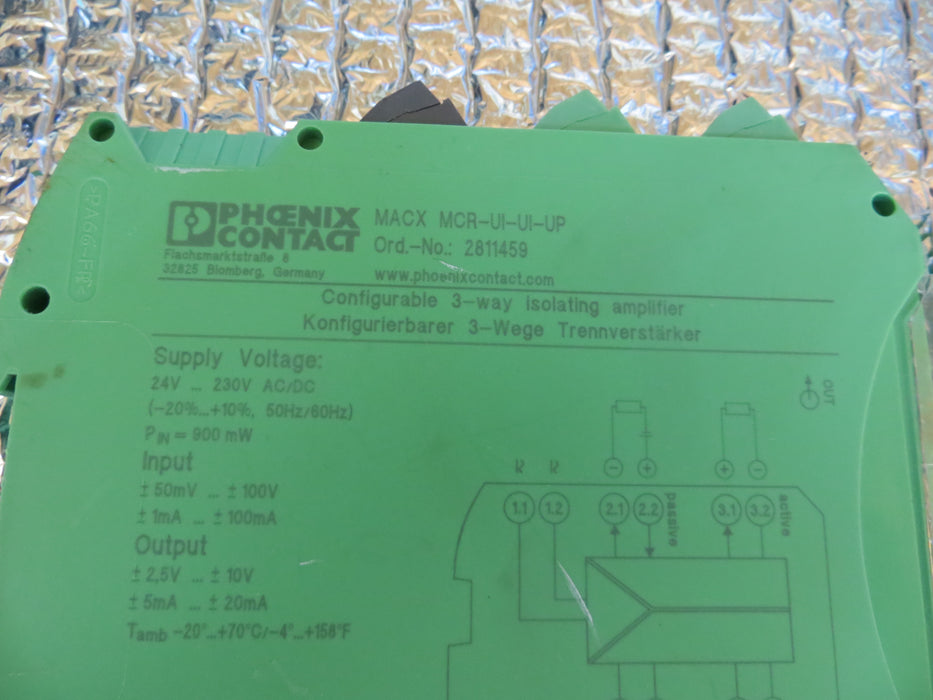 PHŒNIX
CONTACT
Flachsmarktstraße 8
32825 Blomberg, Germany
MACX MCR-UI-UI-UP
Ord.-No.: 2811459
www.phoenixcontact.com
Configurable 3-way isolating amplifier
Konfigurierbarer 3-Wege Trennverstärker
Supply Voltage:
24V ... 230V AC/DC
(-20%...+10%, 50Hz/60Hz)
PIN = 900 mW
Input
± 50mV ... ± 100V
± 1mA ... ± 100mA
Output
± 2,5V ... ± 10V
± 5mA ... ± 20mA
Tamb -20°...+70°C/-4°...+158°F
OUT
1.1 1.2 2.1 2.2 passive 3.1 3.2 active